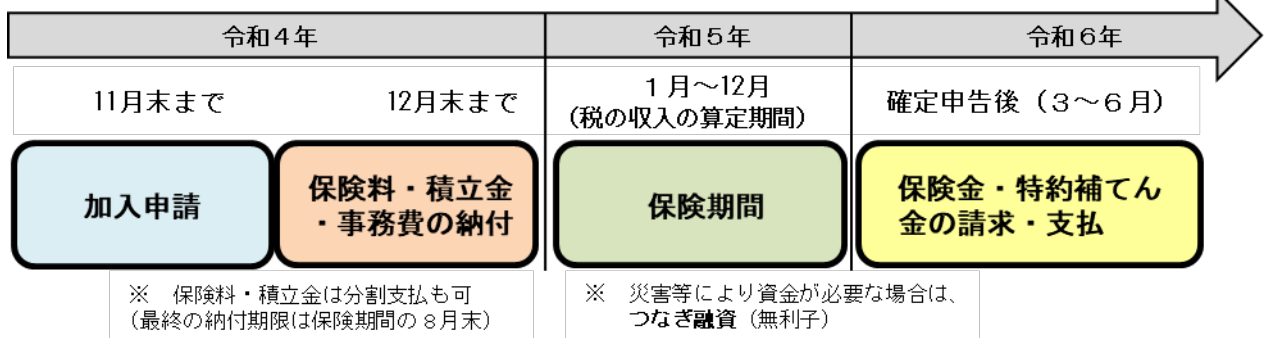 令和４年
令和５年
令和６年
11月末まで
12月末まで
１月～12月
（税の収入の算定期間）
確定申告後（３～６月）
加入申請
保険料・積立金
・事務費の納付
保険期間
保険金・特約補てん
金の請求・支払
※　保険料・積立金は分割支払も可
（最終の納付期限は保険期間の８月末）
※　災害等により資金が必要な場合は、
つなぎ融資（無利子）